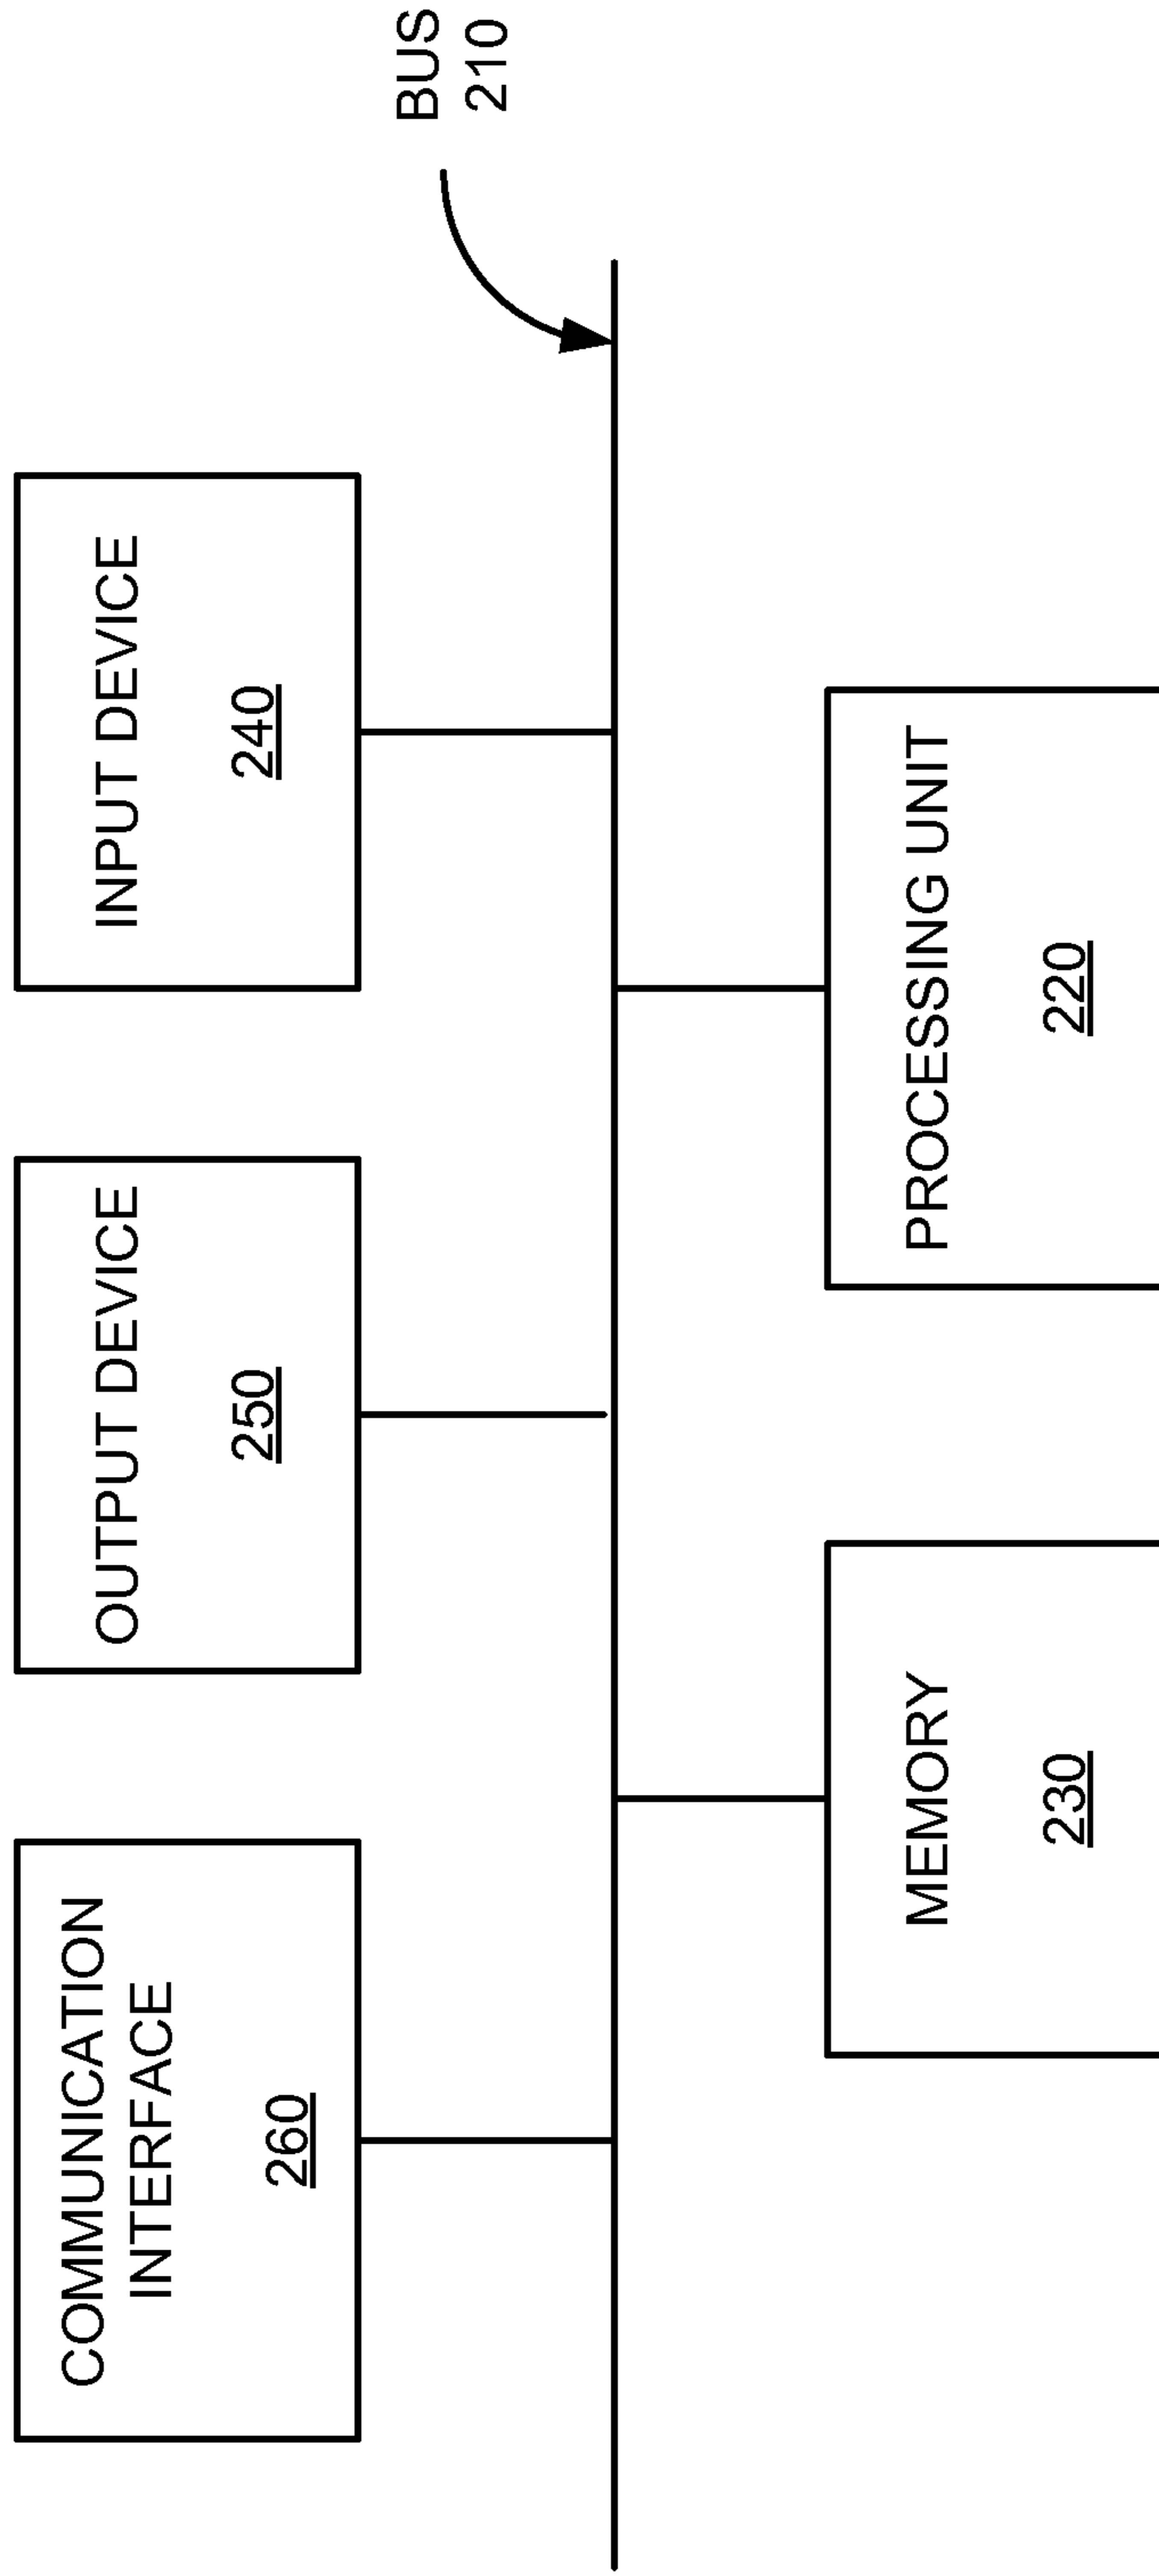 COMMUNICATION
INTERFACE
260
OUTPUT DEVICE
250
INPUT DEVICE
240
BUS
210
MEMORY
230
PROCESSING UNIT
220